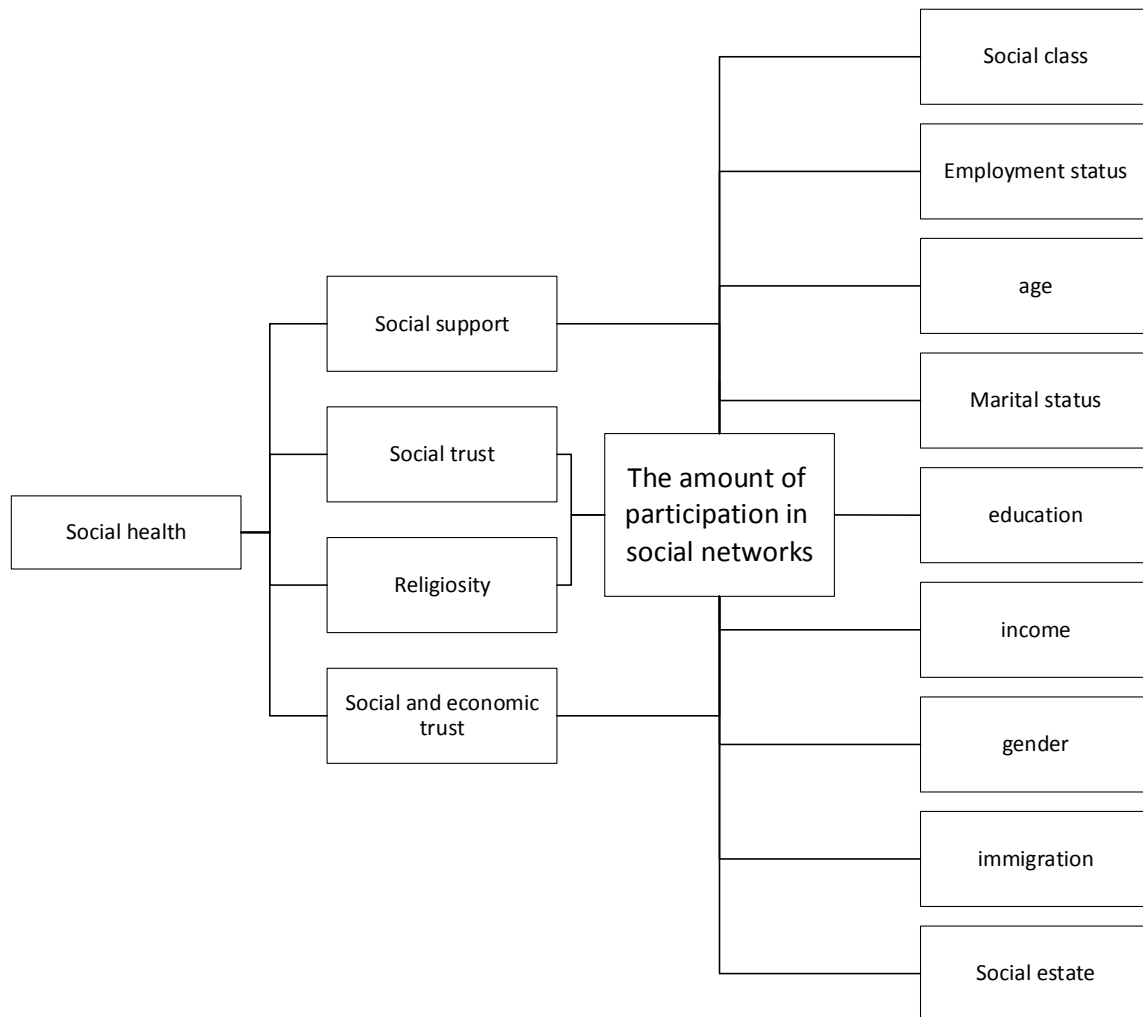 Social health
Social support
Social trust
Religiosity
Social and economic
trust
The amount of
participation in
social networks
Social class
Employment status
age
Marital status
education
income
gender
immigration
Social estate